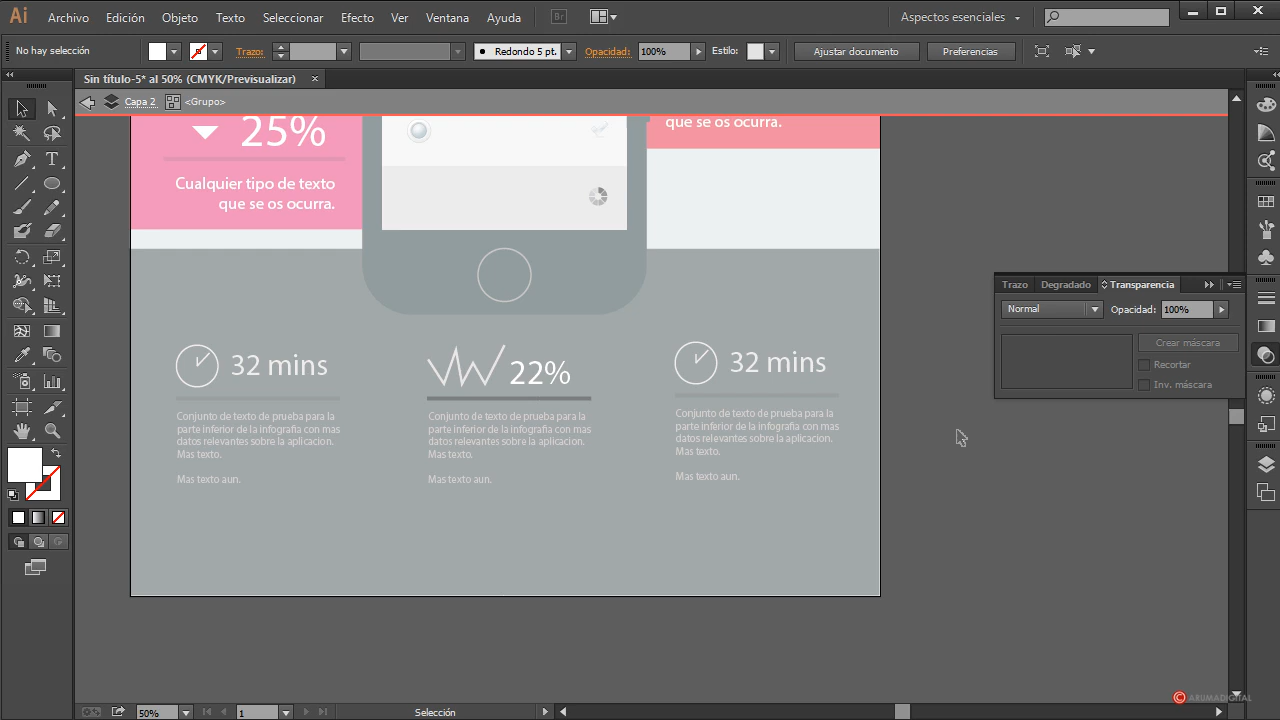 Ai Archivo Edición Objeto Texto Seleccionar Efecto Ver Ventana Ayuda Br Aspectos esenciales
No hay selección Trazo: Redondo 5 pt. Opacidad: 100% Estilo: Ajustar documento Preferencias
Sin título-5* al 50% (CMYK/Previsualizar) ×
Capa 2 <Grupo>
25%
que se os ocurra.
Cualquier tipo de texto
que se os ocurra.
Trazo Degradado Transparencia
Normal Opacidad: 100%
Crear máscara
Recortar
Inv. máscara
32 mins
Conjunto de texto de prueba para la
parte inferior de la infografia con mas
datos relevantes sobre la aplicacion.
Mas texto.
Mas texto aun.
22%
Conjunto de texto de prueba para la
parte inferior de la infografia con mas
datos relevantes sobre la aplicacion.
Mas texto.
Mas texto aun.
32 mins
Conjunto de texto de prueba para la
parte inferior de la infografia con mas
datos relevantes sobre la aplicacion.
Mas texto.
Mas texto aun.
© ARUMADIGITAL
50% 1 Selección